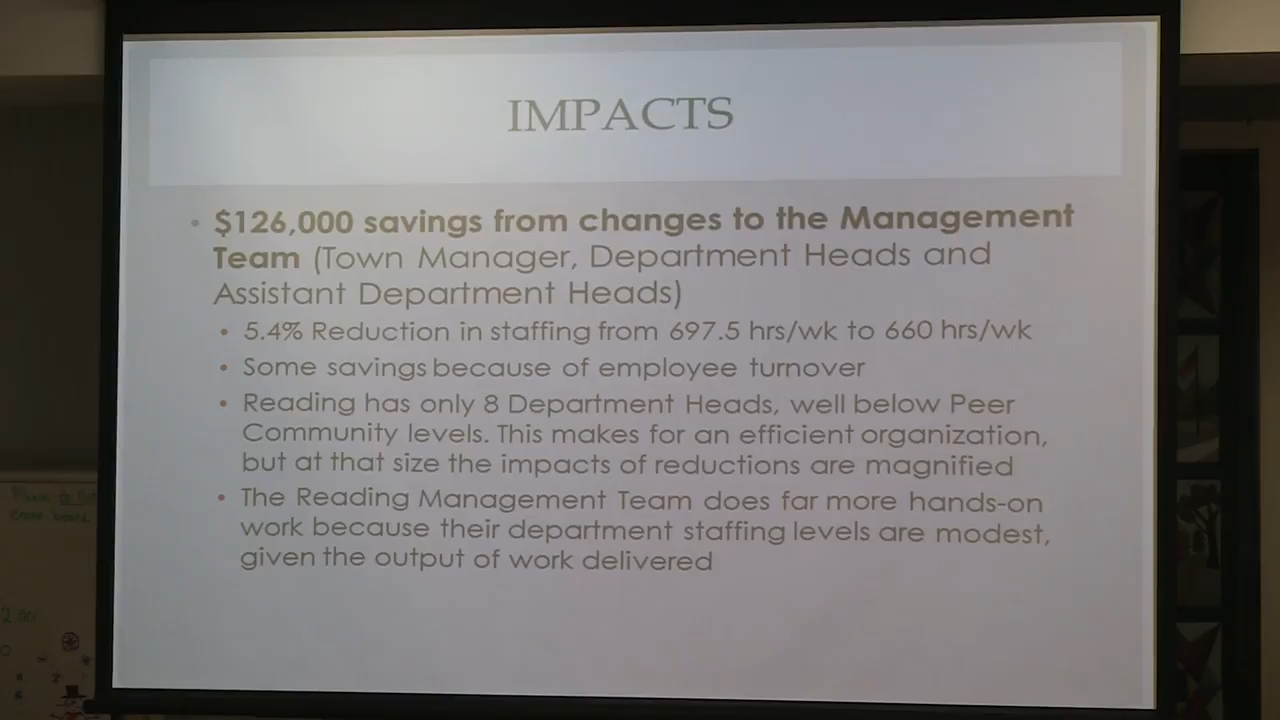 IMPACTS
• $126,000 savings from changes to the Management
Team (Town Manager, Department Heads and
Assistant Department Heads)
• 5.4% Reduction in staffing from 697.5 hrs/wk to 660 hrs/wk
• Some savings because of employee turnover
• Reading has only 8 Department Heads, well below Peer
Community levels. This makes for an efficient organization,
but at that size the impacts of reductions are magnified
• The Reading Management Team does far more hands-on
work because their department staffing levels are modest,
given the output of work delivered